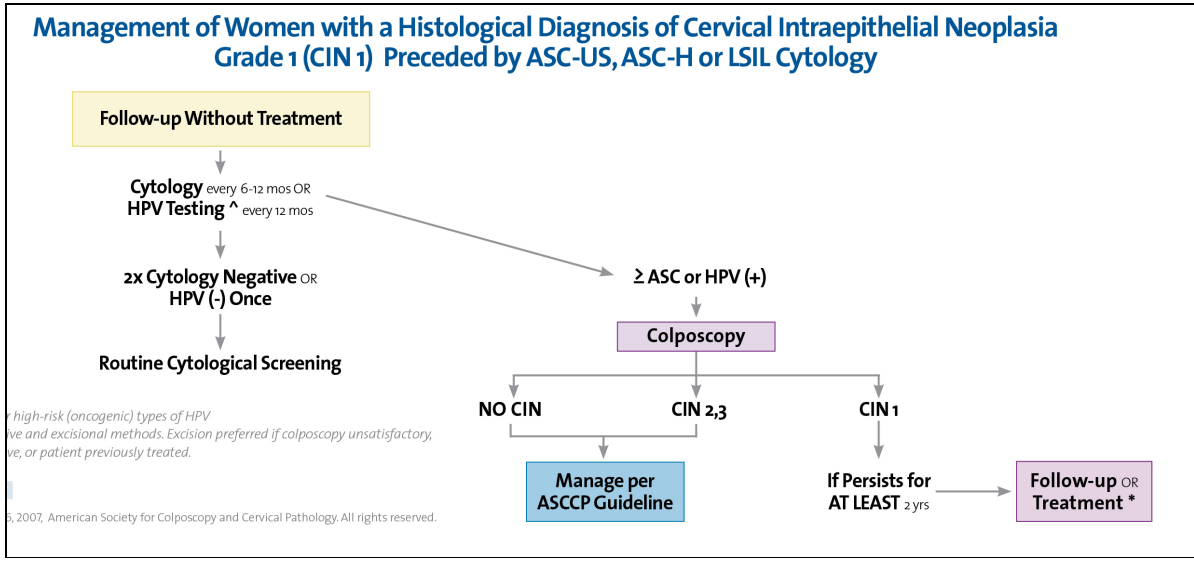 Management of Women with a Histological Diagnosis of Cervical Intraepithelial Neoplasia
Grade 1 (CIN 1) Preceded by ASC-US, ASC-H or LSIL Cytology
Follow-up Without Treatment
Cytology every 6-12 mos OR
HPV Testing ^ every 12 mos
2x Cytology Negative OR
HPV (-) Once
Routine Cytological Screening
≥ ASC or HPV (+)
Colposcopy
NO CIN
CIN 2,3
CIN 1
Manage per
ASCCP Guideline
If Persists for
AT LEAST 2 yrs
Follow-up OR
Treatment *
high-risk (oncogenic) types of HPV
and excisional methods. Excision preferred if colposcopy unsatisfactory,
or patient previously treated.
2007, American Society for Colposcopy and Cervical Pathology. All rights reserved.